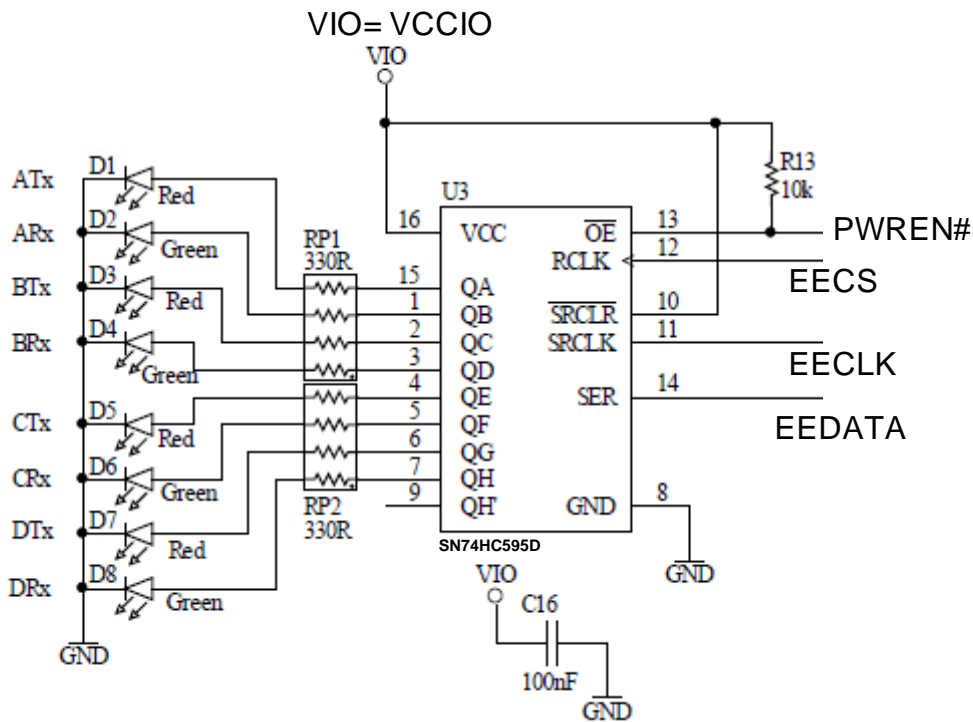 VIO= VCCIO
VIO
R13
10k
U3
ATx D1 Red
ARx D2 Green
BTx D3 Red
BRx D4 Green
CTx D5 Red
CRx D6 Green
DTx D7 Red
DRx D8 Green
GND
RP1
330R
RP2
330R
16 VCC
15 QA
1 QB
2 QC
3 QD
4 QE
5 QF
6 QG
7 QH
9 QH'
OE 13 PWREN#
RCLK 12 EECS
SRCLR 10
SRCLK 11 EECLK
SER 14 EEDATA
GND 8
GND
SN74HC595D
VIO
C16
100nF
GND